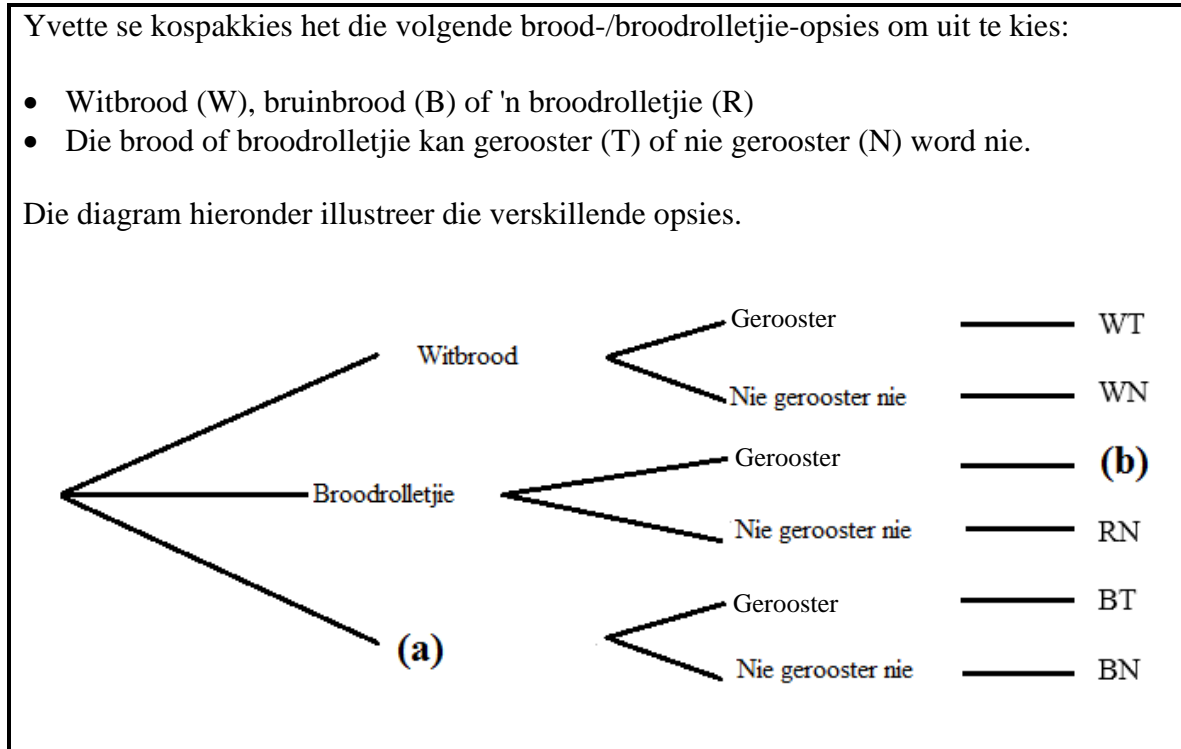 Yvette se kospakkies het die volgende brood-/broodrolletjie-opsies om uit te kies:
• Witbrood (W), bruinbrood (B) of 'n broodrolletjie (R)
• Die brood of broodrolletjie kan gerooster (T) of nie gerooster (N) word nie.
Die diagram hieronder illustreer die verskillende opsies.
Gerooster WT
Witbrood
Nie gerooster nie WN
Gerooster (b)
Broodrolletjie
Nie gerooster nie RN
Gerooster BT
(a)
Nie gerooster nie BN